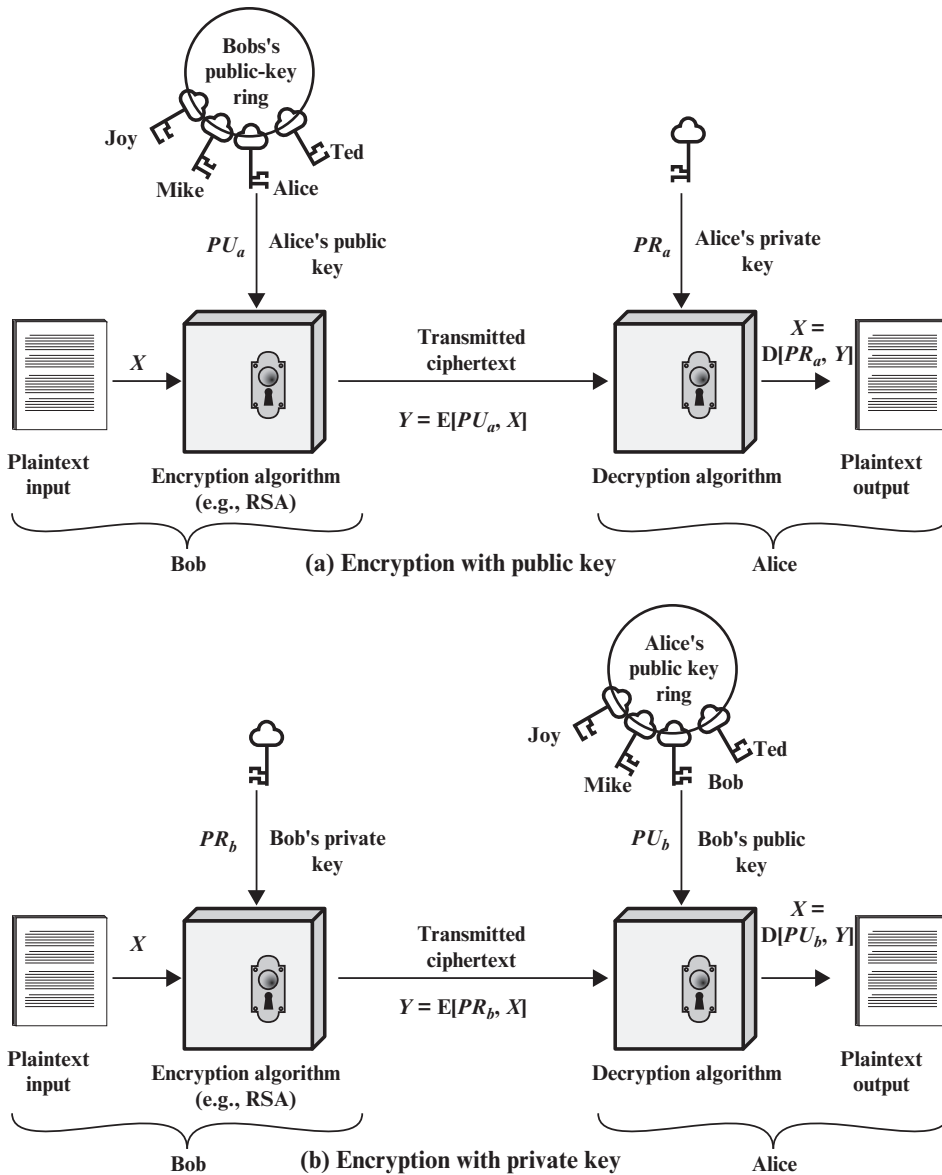 Bobs's
public-key
ring
Joy
Ted
Mike
Alice
PUa
Alice's public
key
PRa
Alice's private
key
X
Transmitted
ciphertext
X =
D[PRa, Y]
Y = E[PUa, X]
Plaintext
input
Encryption algorithm
(e.g., RSA)
Decryption algorithm
Plaintext
output
Bob
(a) Encryption with public key
Alice
Alice's
public key
ring
Joy
Ted
Mike
Bob
PRb
Bob's private
key
PUb
Bob's public
key
X
Transmitted
ciphertext
X =
D[PUb, Y]
Y = E[PRb, X]
Plaintext
input
Encryption algorithm
(e.g., RSA)
Decryption algorithm
Plaintext
output
Bob
(b) Encryption with private key
Alice